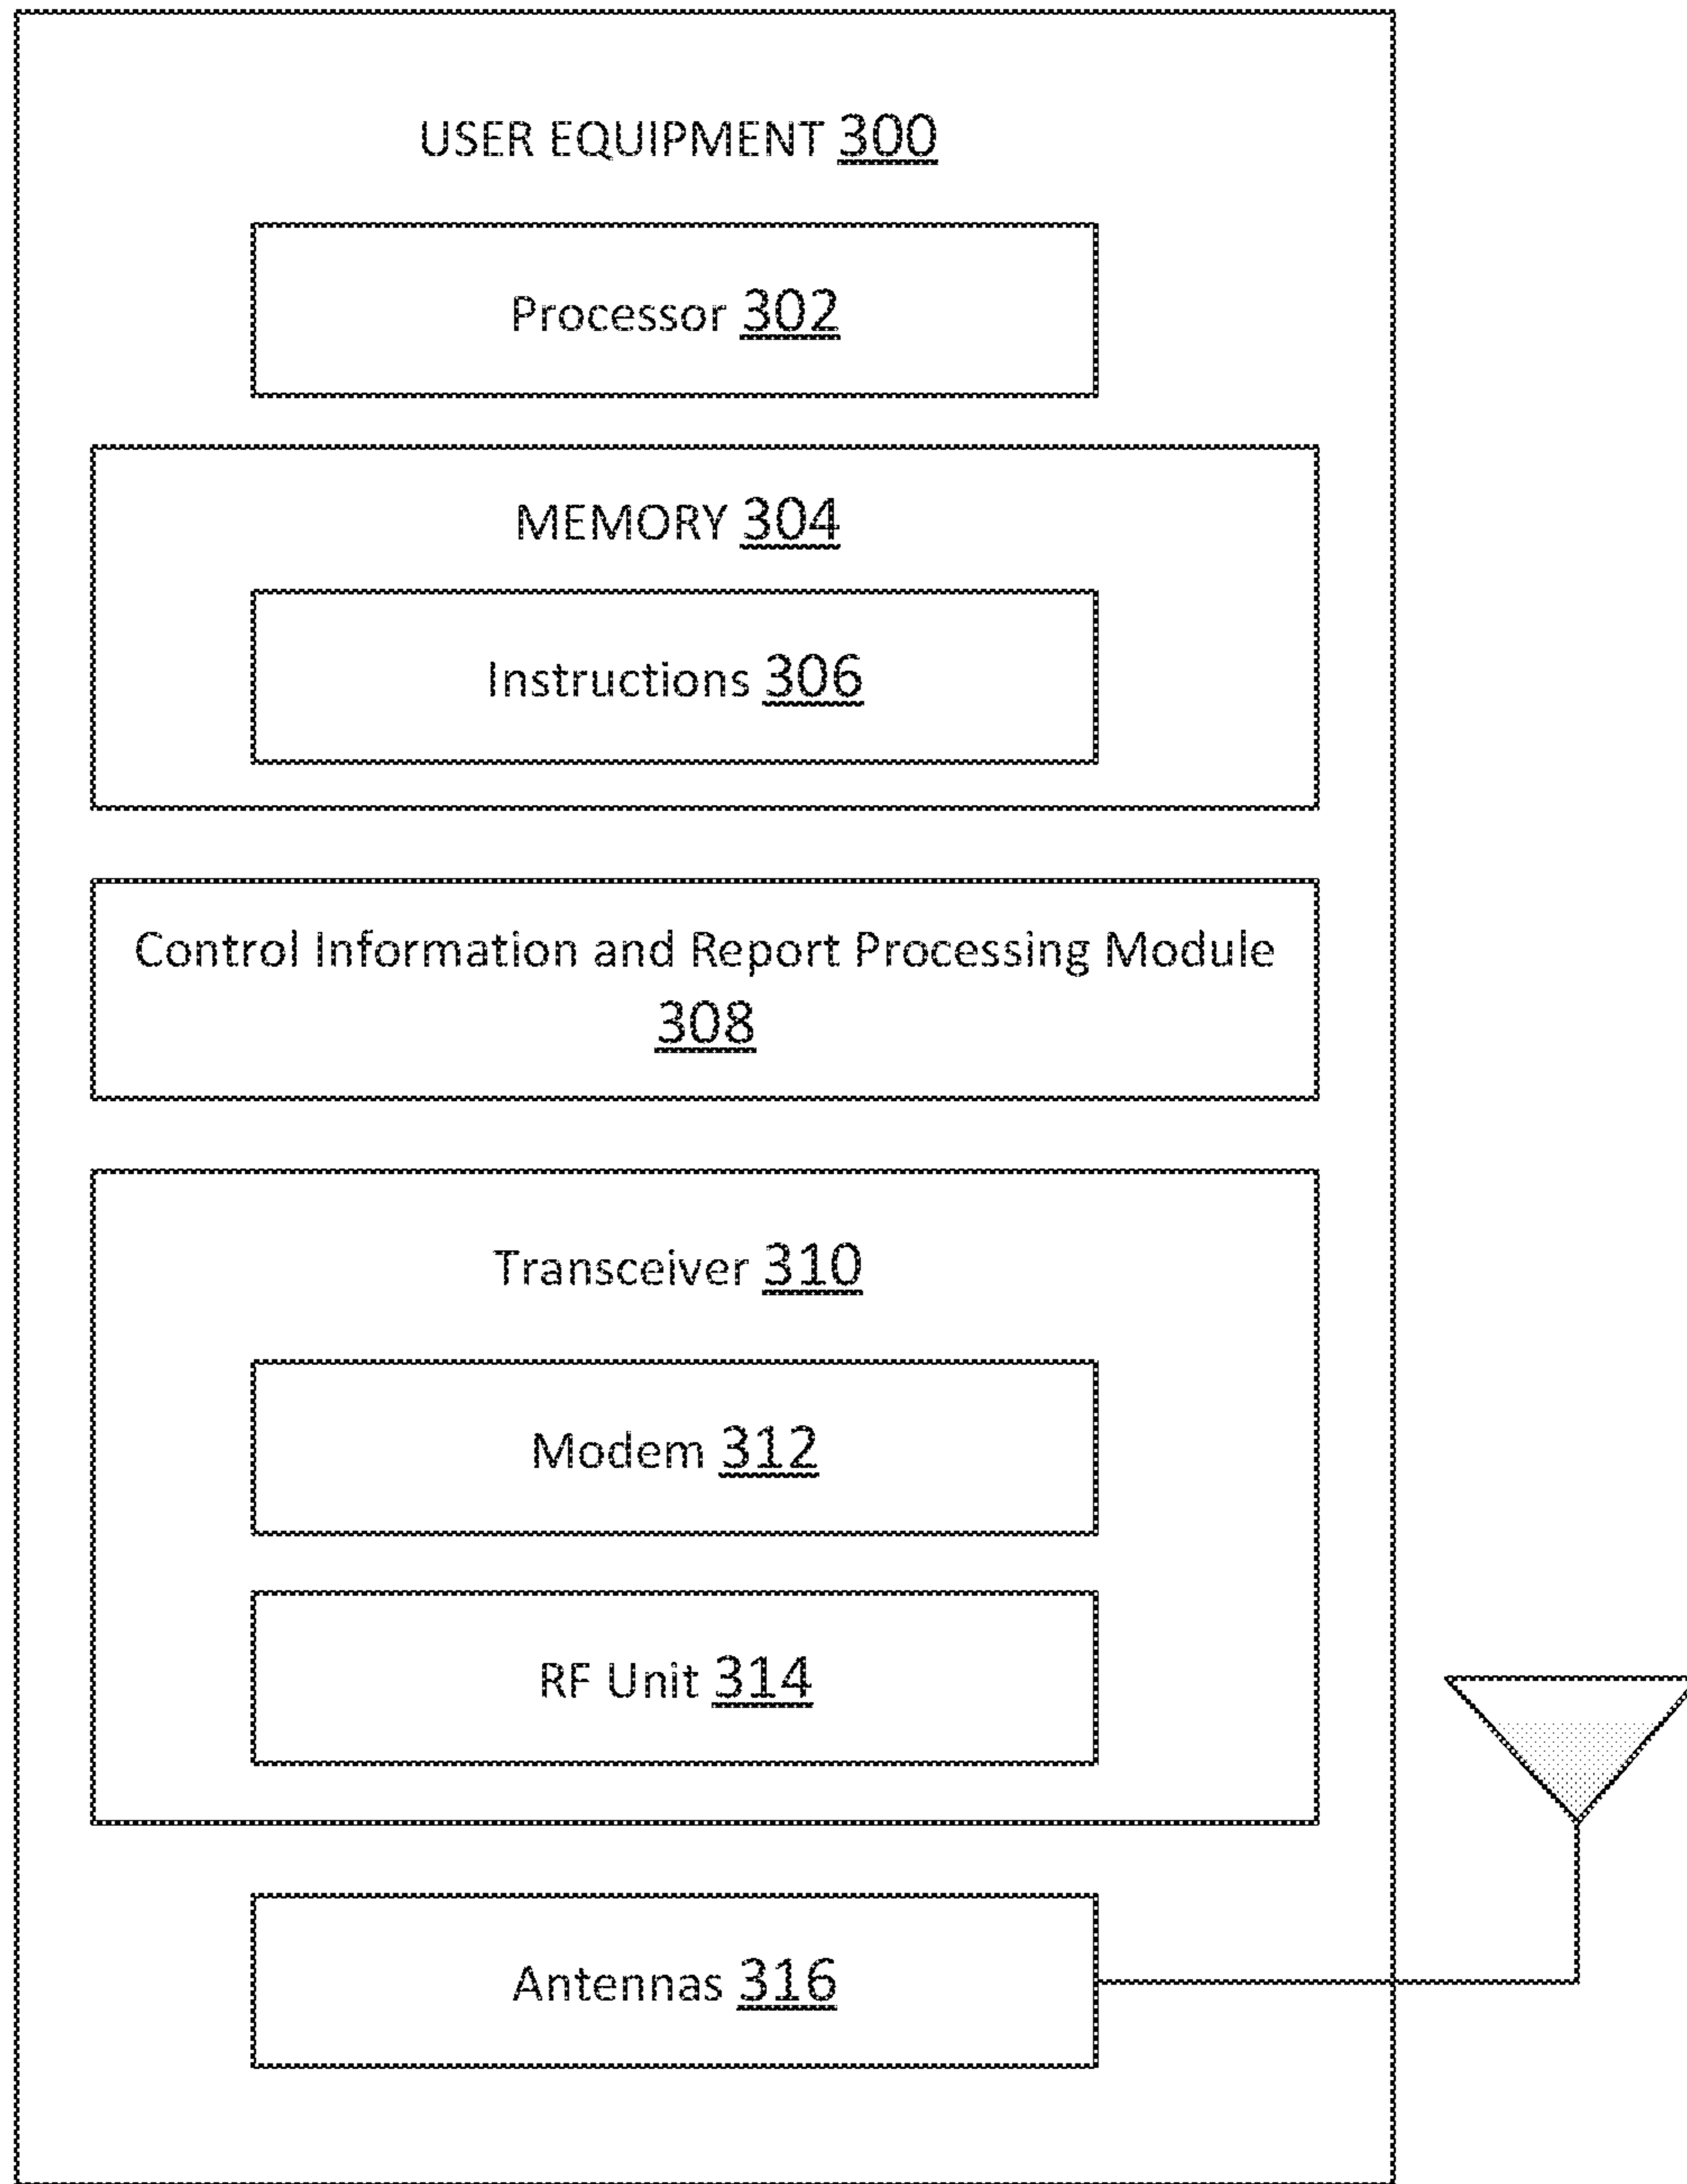 USER EQUIPMENT 300
Processor 302
MEMORY 304
Instructions 306
Control Information and Report Processing Module
308
Transceiver 310
Modem 312
RF Unit 314
Antennas 316